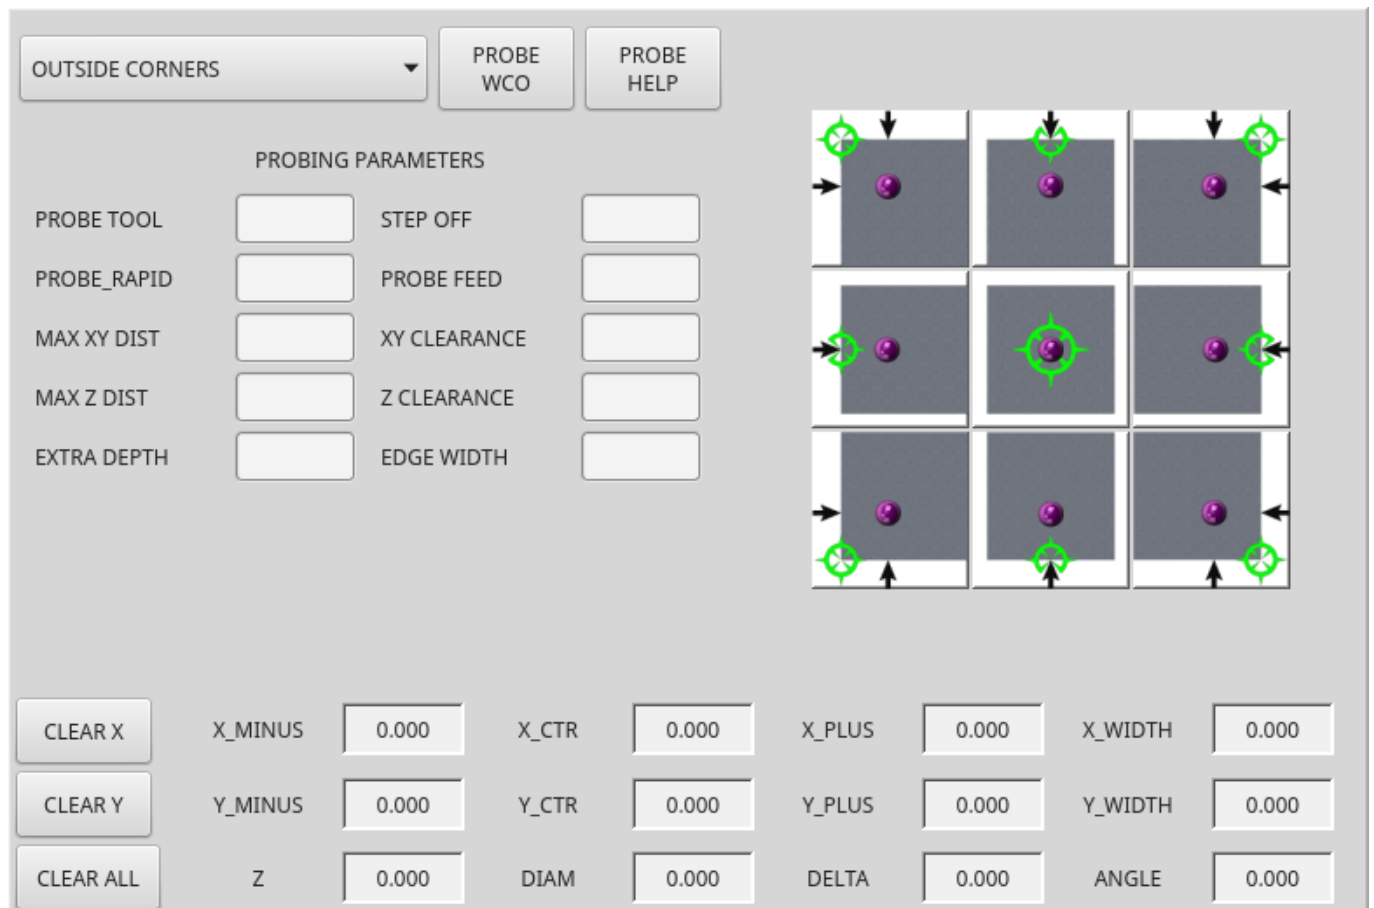 OUTSIDE CORNERS
PROBE
WCO
PROBE
HELP
PROBING PARAMETERS
PROBE TOOL STEP OFF
PROBE_RAPID PROBE FEED
MAX XY DIST XY CLEARANCE
MAX Z DIST Z CLEARANCE
EXTRA DEPTH EDGE WIDTH
CLEAR X X_MINUS 0.000 X_CTR 0.000 X_PLUS 0.000 X_WIDTH 0.000
CLEAR Y Y_MINUS 0.000 Y_CTR 0.000 Y_PLUS 0.000 Y_WIDTH 0.000
CLEAR ALL Z 0.000 DIAM 0.000 DELTA 0.000 ANGLE 0.000